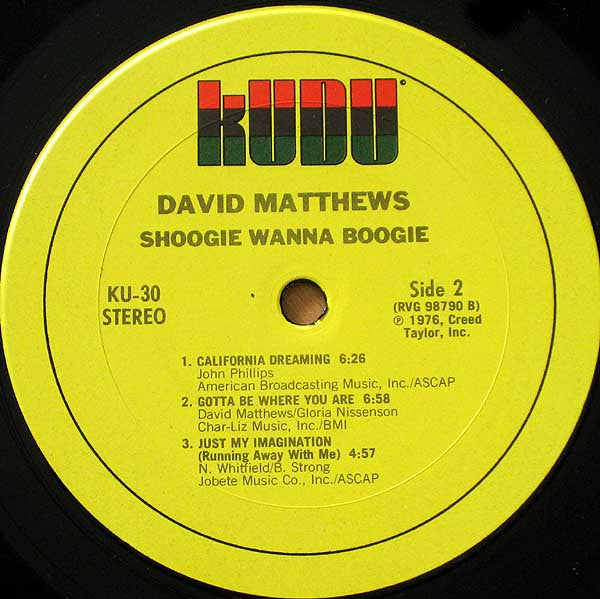 KUDU
DAVID MATTHEWS
SHOOGIE WANNA BOOGIE
KU-30
STEREO
Side 2
(RVG 98790 B)
℗ 1976, Creed
Taylor, Inc.
1. CALIFORNIA DREAMING 6:26
John Phillips
American Broadcasting Music, Inc./ASCAP
2. GOTTA BE WHERE YOU ARE 6:58
David Matthews/Gloria Nissenson
Char-Liz Music, Inc./BMI
3. JUST MY IMAGINATION
(Running Away With Me) 4:57
N. Whitfield/B. Strong
Jobete Music Co., Inc./ASCAP